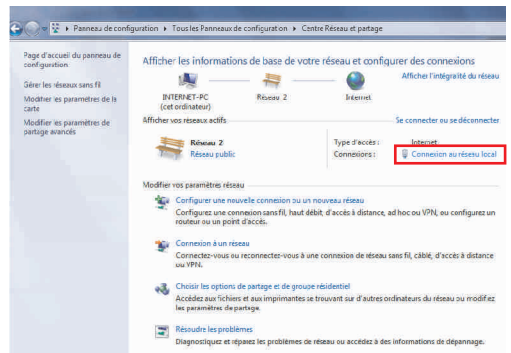 Panneau de configuration ▸ Tous les Panneaux de configuration ▸ Centre Réseau et partage
Page d'accueil du panneau de configuration
Gérer les réseaux sans fil
Modifier les paramètres de la carte
Modifier les paramètres de partage avancés
Afficher les informations de base de votre réseau et configurer des connexions
Afficher l'intégralité du réseau
INTERNET-PC
(cet ordinateur)
Réseau 2
Internet
Afficher vos réseaux actifs
Se connecter ou se déconnecter
Réseau 2
Réseau public
Type d'accès : Internet
Connexions : Connexion au réseau local
Modifier vos paramètres réseau
Configurer une nouvelle connexion ou un nouveau réseau
Configurez une connexion sans fil, haut débit, d'accès à distance, ad hoc ou VPN, ou configurez un
routeur ou un point d'accès.
Connexion à un réseau
Connectez-vous ou reconnectez-vous à une connexion de réseau sans fil, câblé, d'accès à distance
ou VPN.
Choisir les options de partage et de groupe résidentiel
Accédez aux fichiers et aux imprimantes se trouvant sur d'autres ordinateurs du réseau ou modifiez
les paramètres de partage.
Résoudre les problèmes
Diagnostiquez et réparez les problèmes de réseau ou accédez à des informations de dépannage.